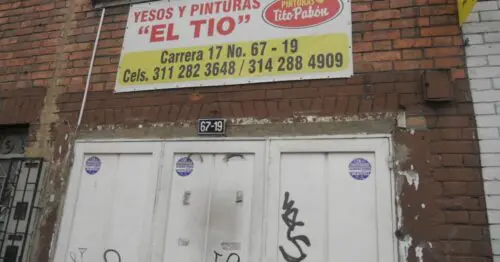 YESOS Y PINTURAS
"EL TIO"
PINTURAS
Tito Pabón
Carrera 17 No. 67 - 19
Cels. 311 282 3648 / 314 288 4909
67-19